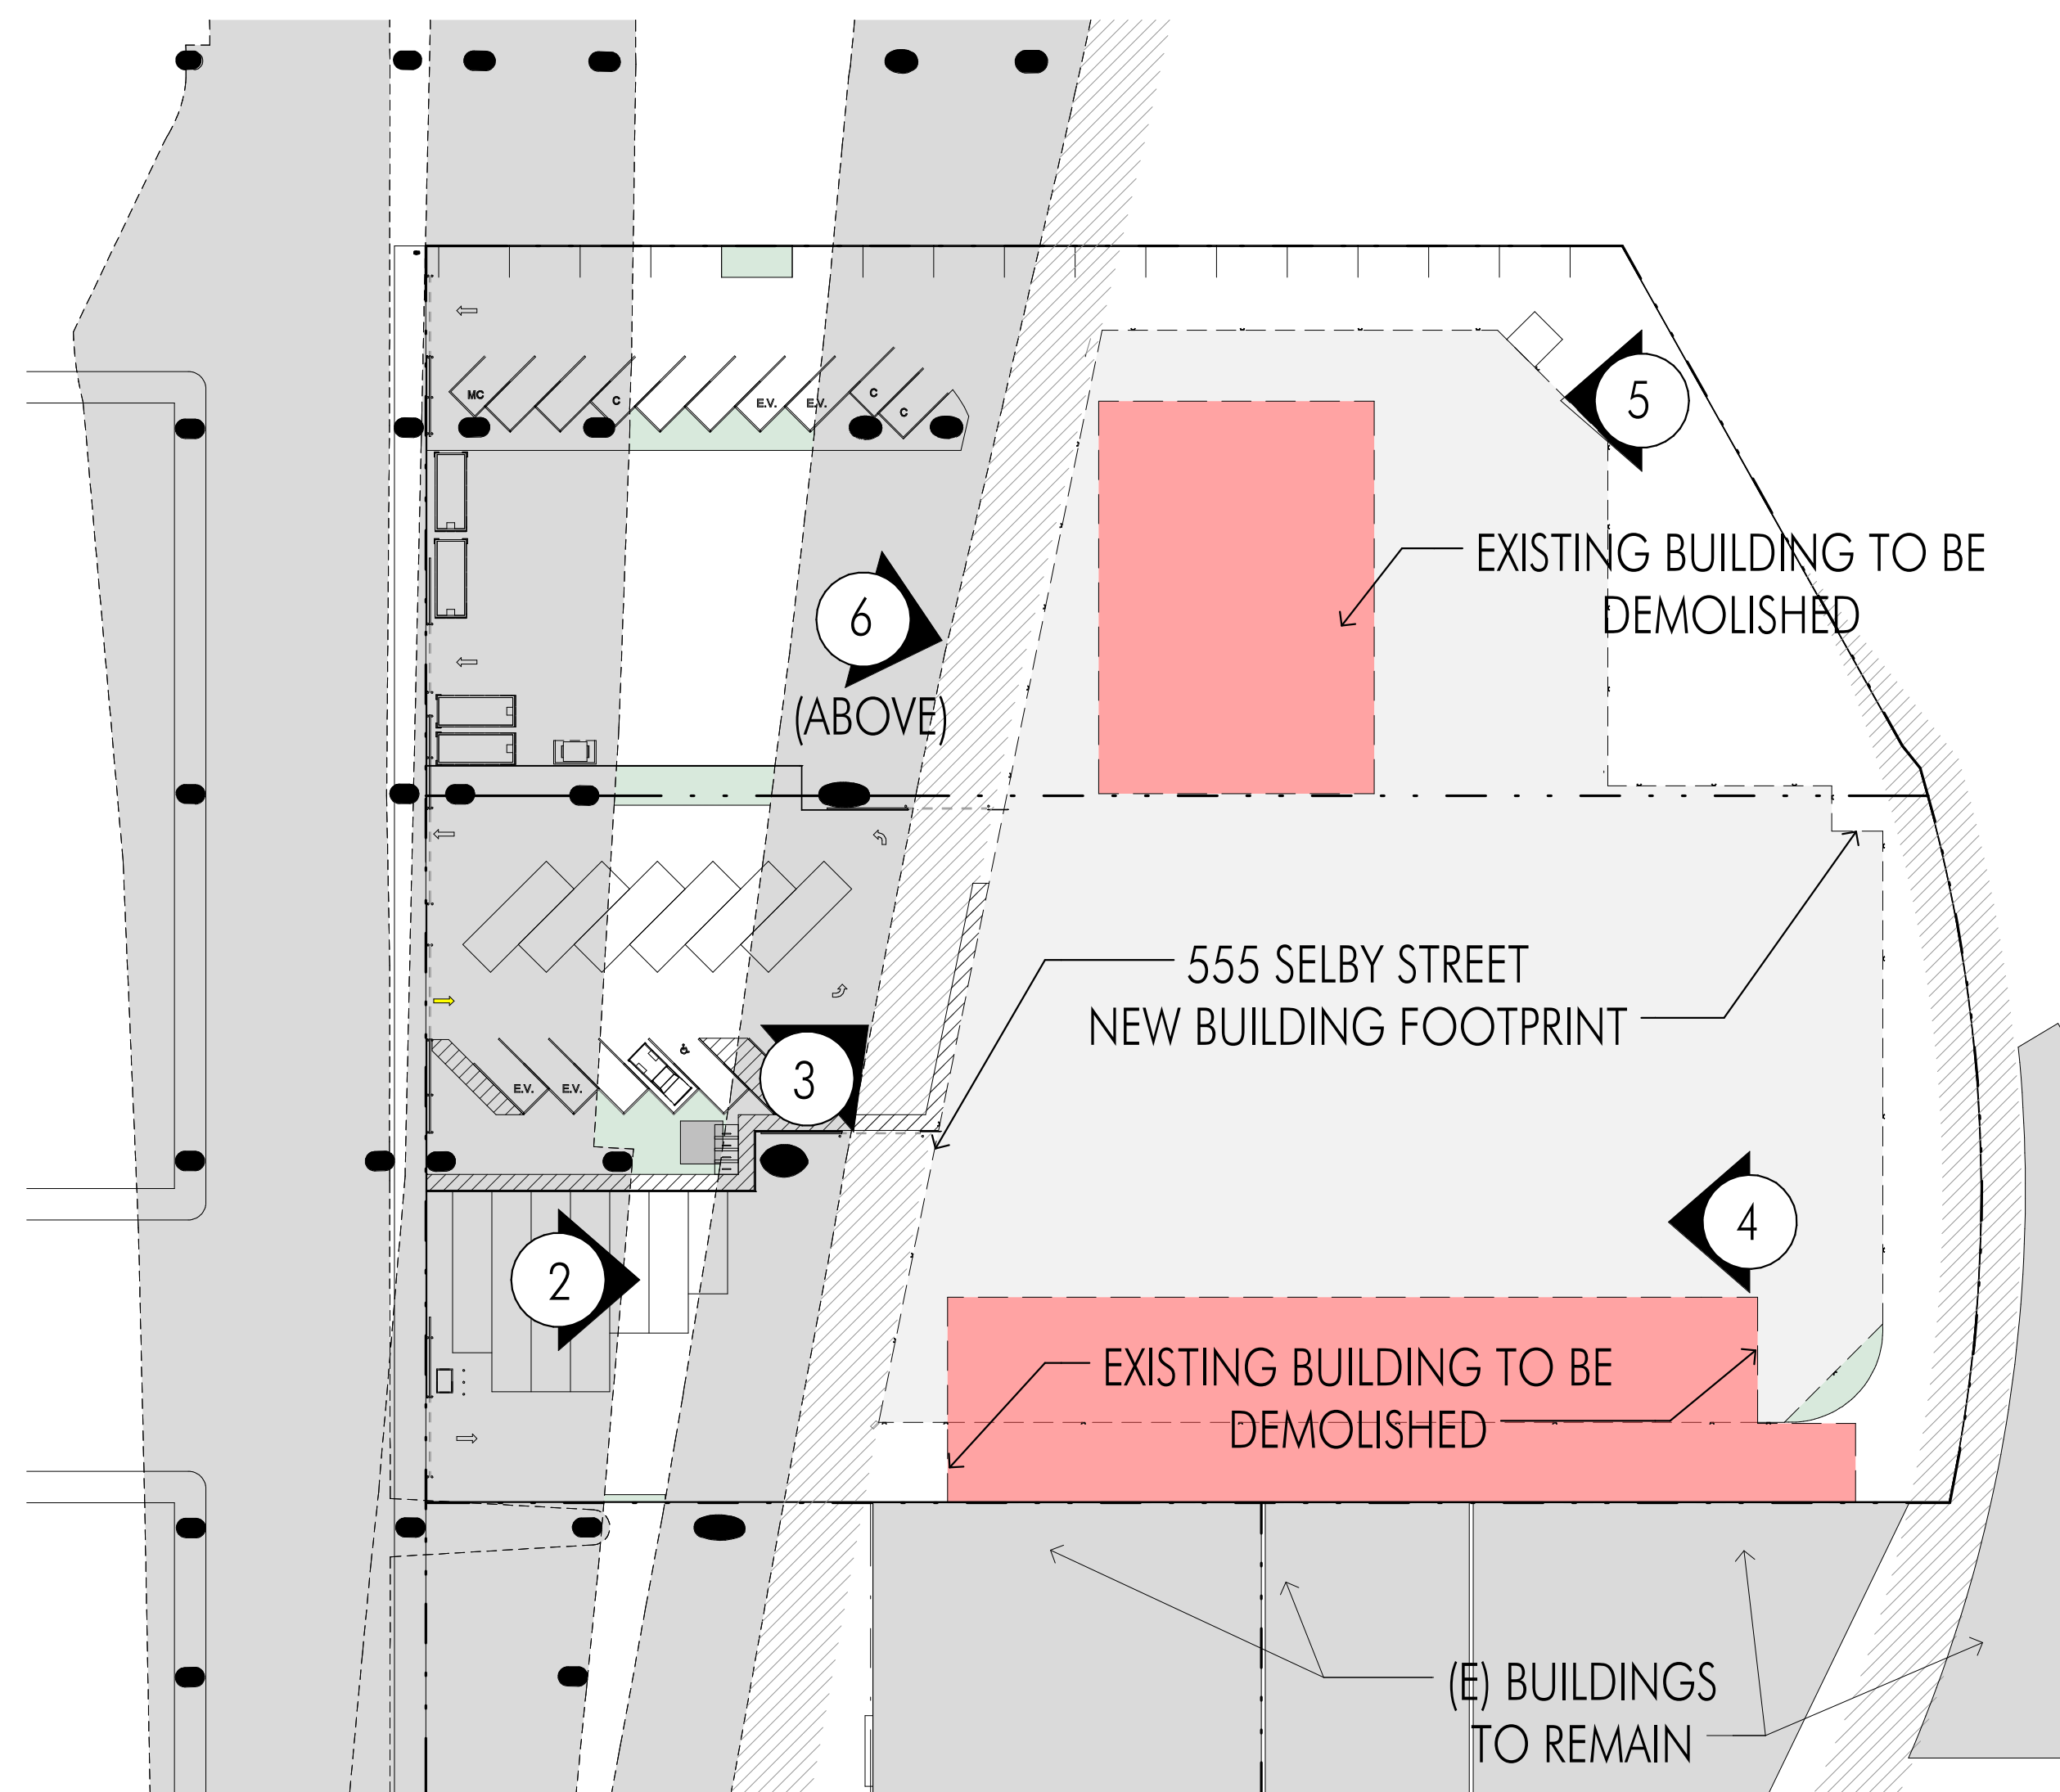 MC
C
E.V.
E.V.
C
C
5
EXISTING BUILDING TO BE
DEMOLISHED
6
(ABOVE)
555 SELBY STREET
NEW BUILDING FOOTPRINT
E.V.
E.V.
3
4
2
EXISTING BUILDING TO BE
DEMOLISHED
(E) BUILDINGS
TO REMAIN